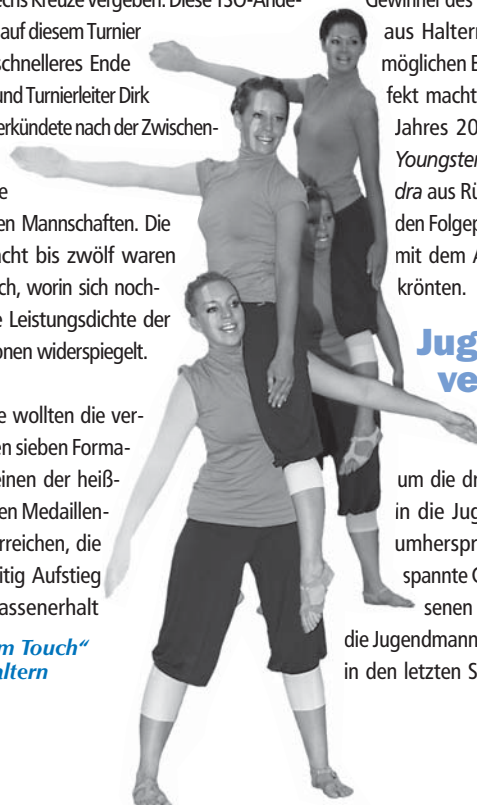 echs Kreuze vergeben. Diese TSO-Ände-
auf diesem Turnier
schnelleres Ende
und Turnierleiter Dirk
erkündete nach der Zwischen-
e
en Mannschaften. Die
acht bis zwölf waren
ch, worin sich noch-
e Leistungsdichte der
onen widerspiegelt.
e wollten die ver-
en sieben Forma-
einen der heiß-
en Medaillen-
rreichen, die
itig Aufstieg
assenerhalt
m Touch“
altern
Gewinner des
aus Haltern
möglichen E
fekt macht
Jahres 20
Youngster
dra aus Rü
den Folgep
mit dem A
krönten.
Jug
ve
um die dr
in die Jug
umherspr
spannte G
senen
die Jugendmann
in den letzten S